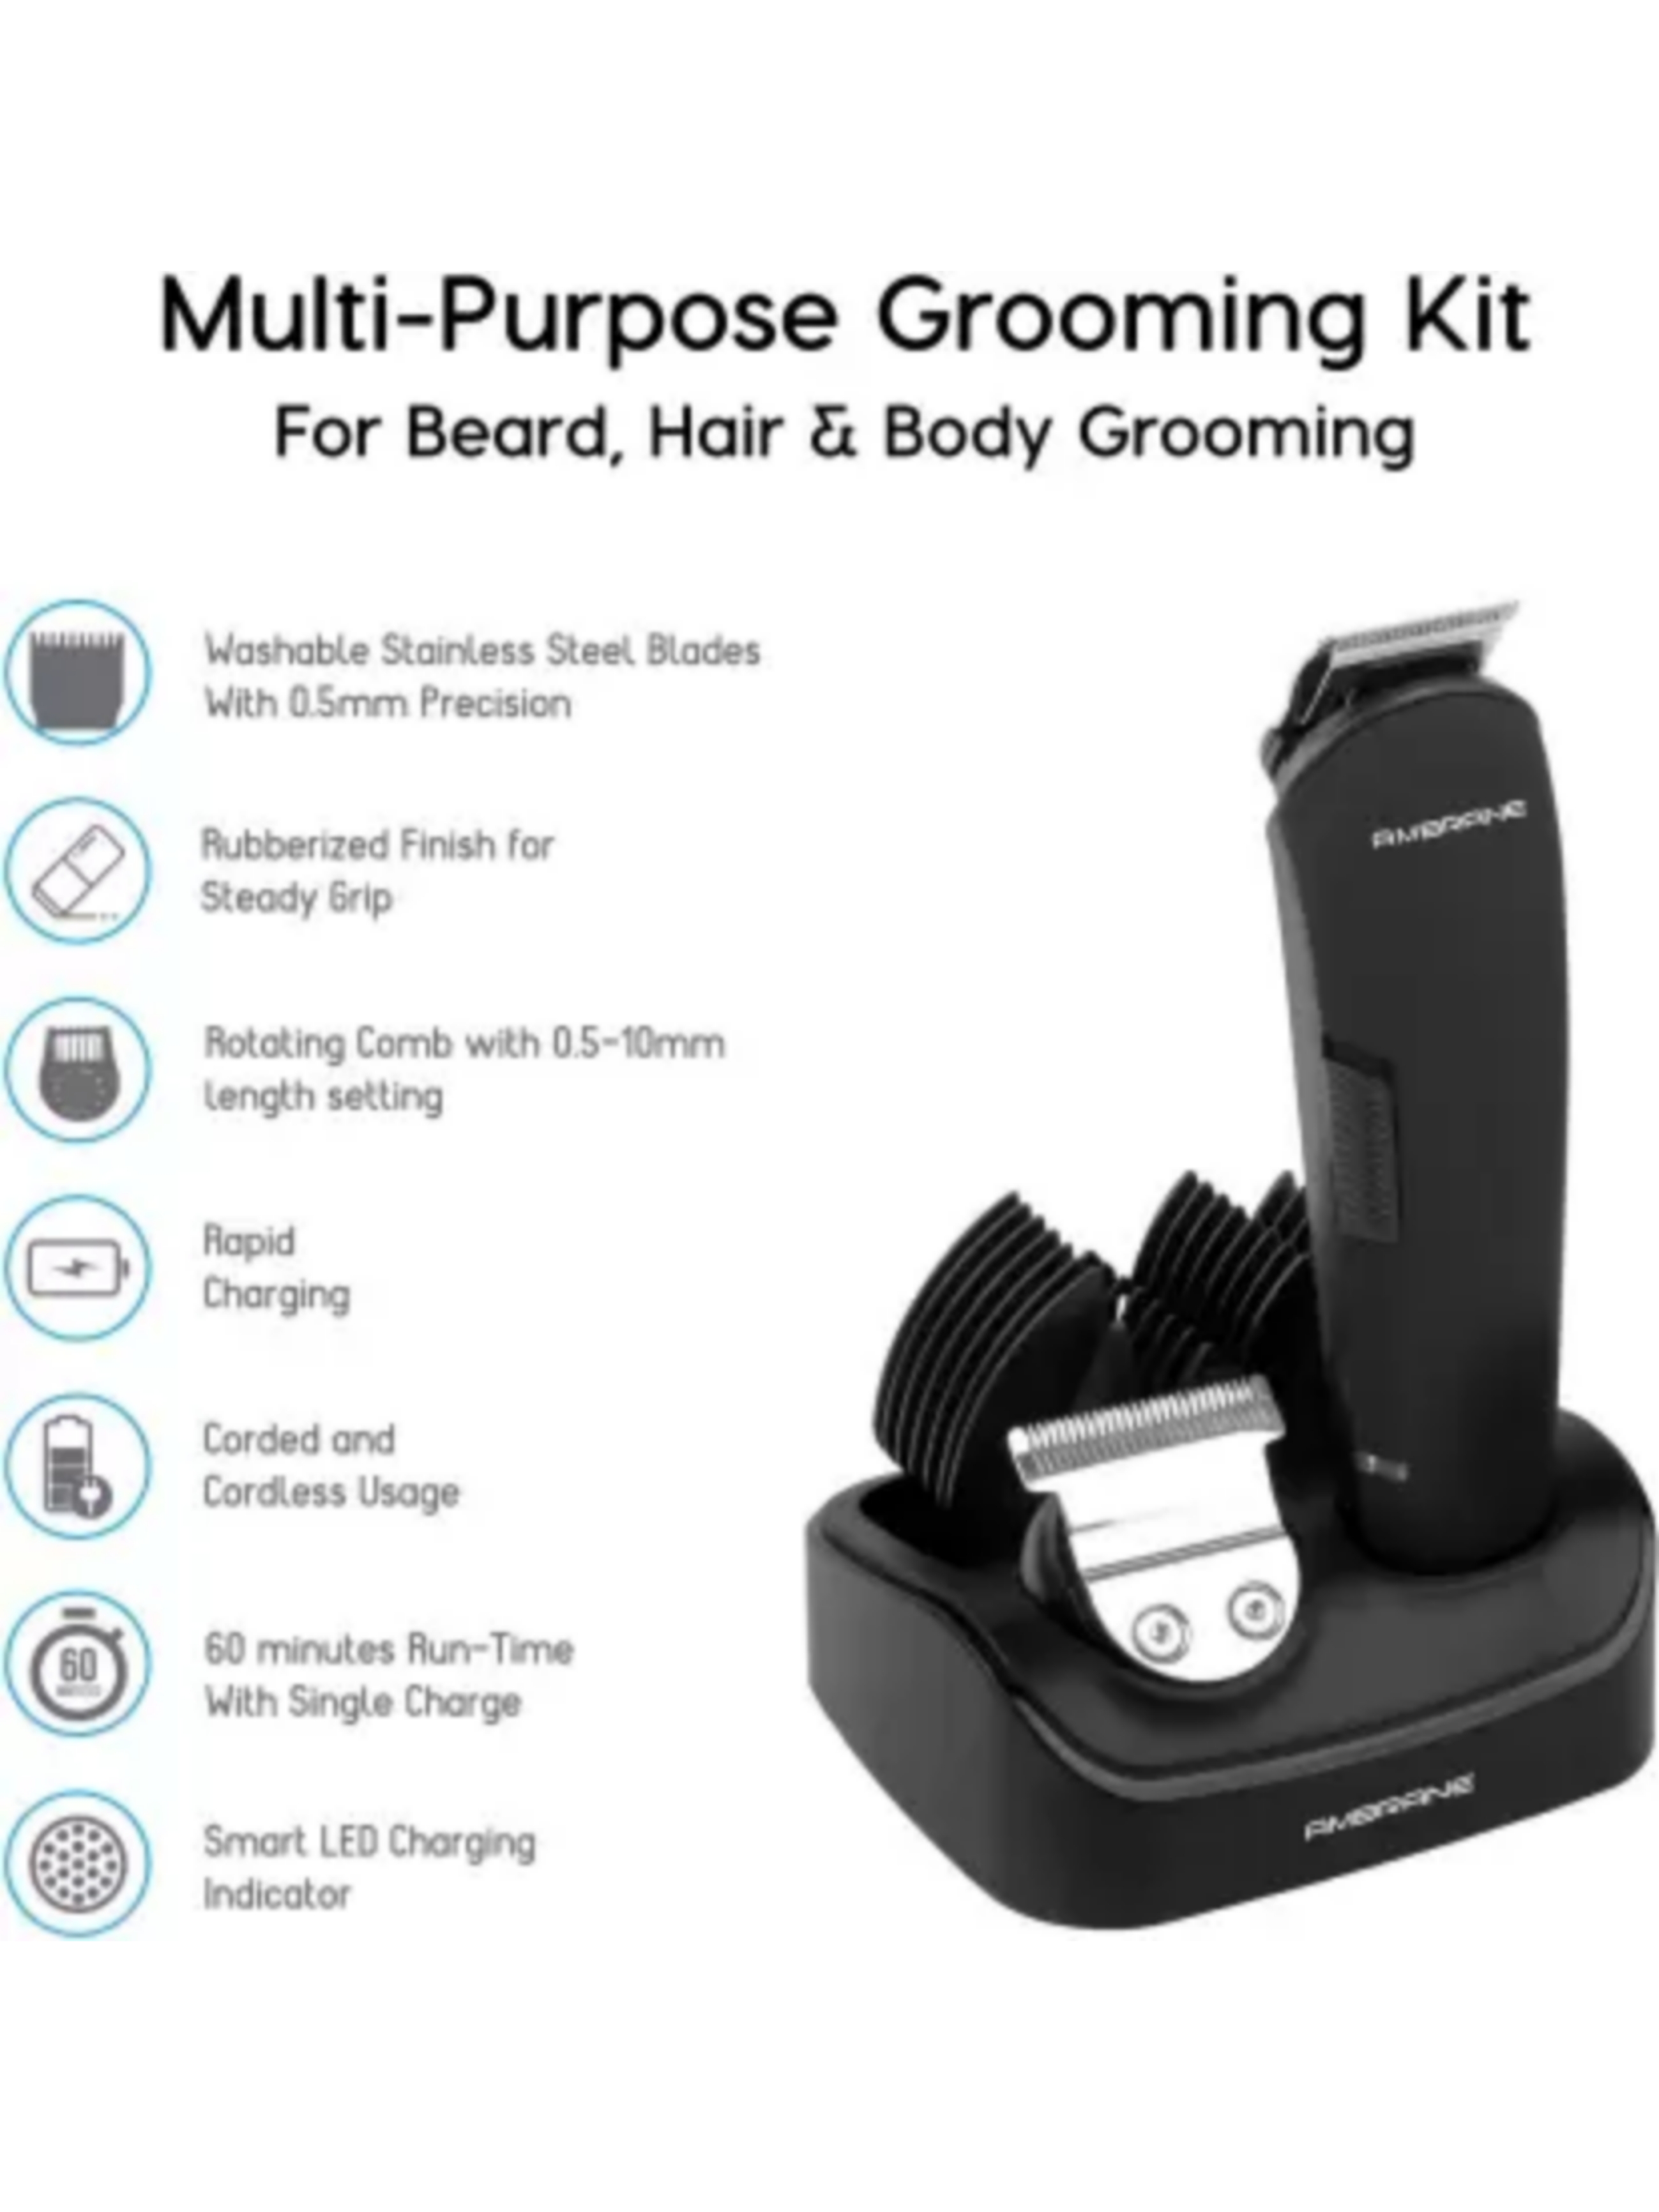 Multi-Purpose Grooming Kit
For Beard, Hair & Body Grooming
Washable Stainless Steel Blades
With 0.5mm Precision
Rubberized Finish for
Steady Grip
Rotating Comb with 0.5-10mm
length setting
Rapid
Charging
Corded and
Cordless Usage
60
60 minutes Run-Time
With Single Charge
Smart LED Charging
Indicator
AMBRANE
AMBRANE